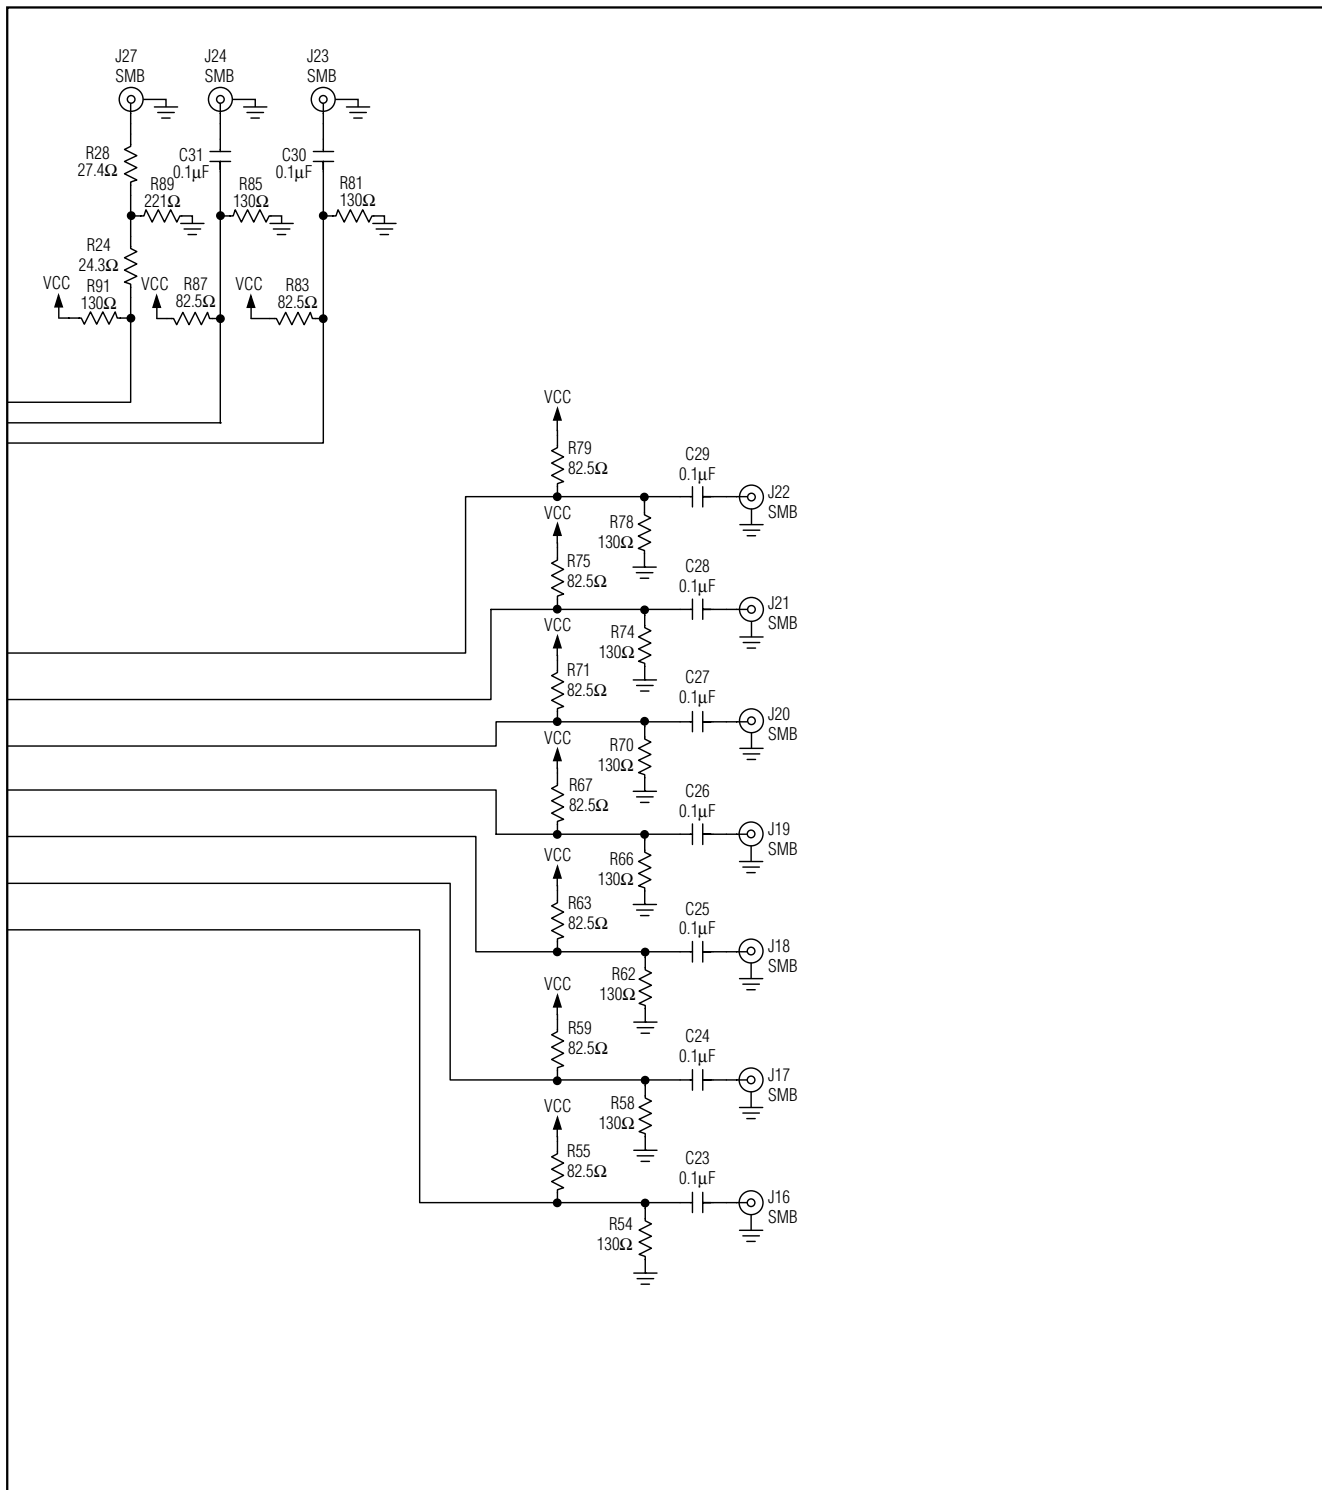 J27
SMB
J24
SMB
J23
SMB
R28
27.4Ω
C31
0.1μF
C30
0.1μF
R89
221Ω
R85
130Ω
R81
130Ω
R24
24.3Ω
VCC
R91
130Ω
VCC
R87
82.5Ω
VCC
R83
82.5Ω
VCC
R79
82.5Ω
C29
0.1μF
J22
SMB
R78
130Ω
VCC
R75
82.5Ω
C28
0.1μF
J21
SMB
R74
130Ω
VCC
R71
82.5Ω
C27
0.1μF
J20
SMB
R70
130Ω
VCC
R67
82.5Ω
C26
0.1μF
J19
SMB
R66
130Ω
VCC
R63
82.5Ω
C25
0.1μF
J18
SMB
R62
130Ω
VCC
R59
82.5Ω
C24
0.1μF
J17
SMB
R58
130Ω
VCC
R55
82.5Ω
C23
0.1μF
J16
SMB
R54
130Ω